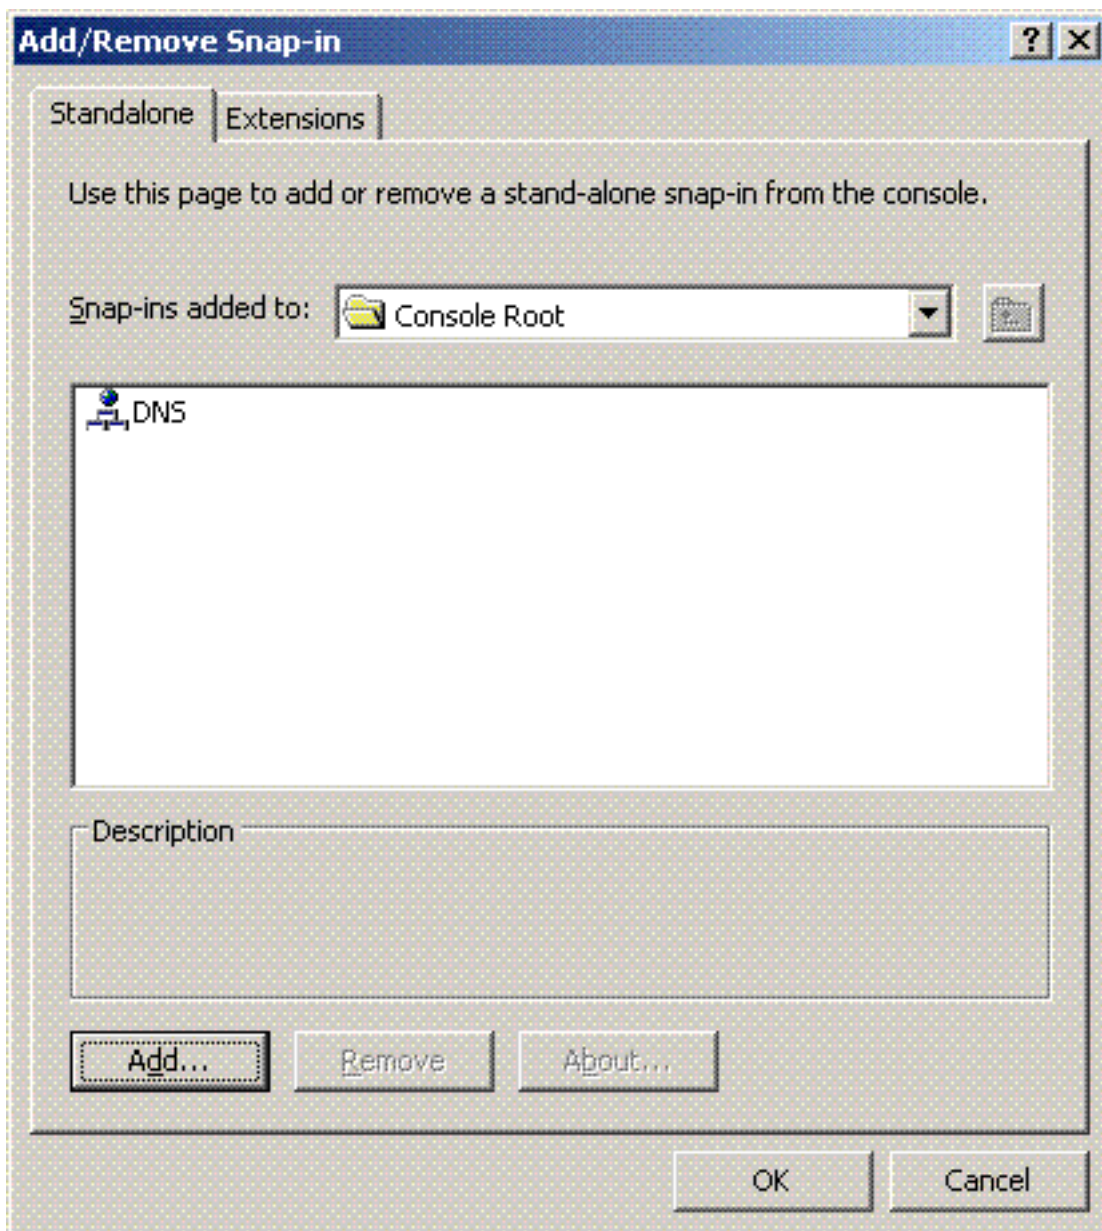 Add/Remove Snap-in
Standalone
Extensions
Use this page to add or remove a stand-alone snap-in from the console.
Snap-ins added to:
Console Root
DNS
Description
Add...
Remove
About...
OK
Cancel